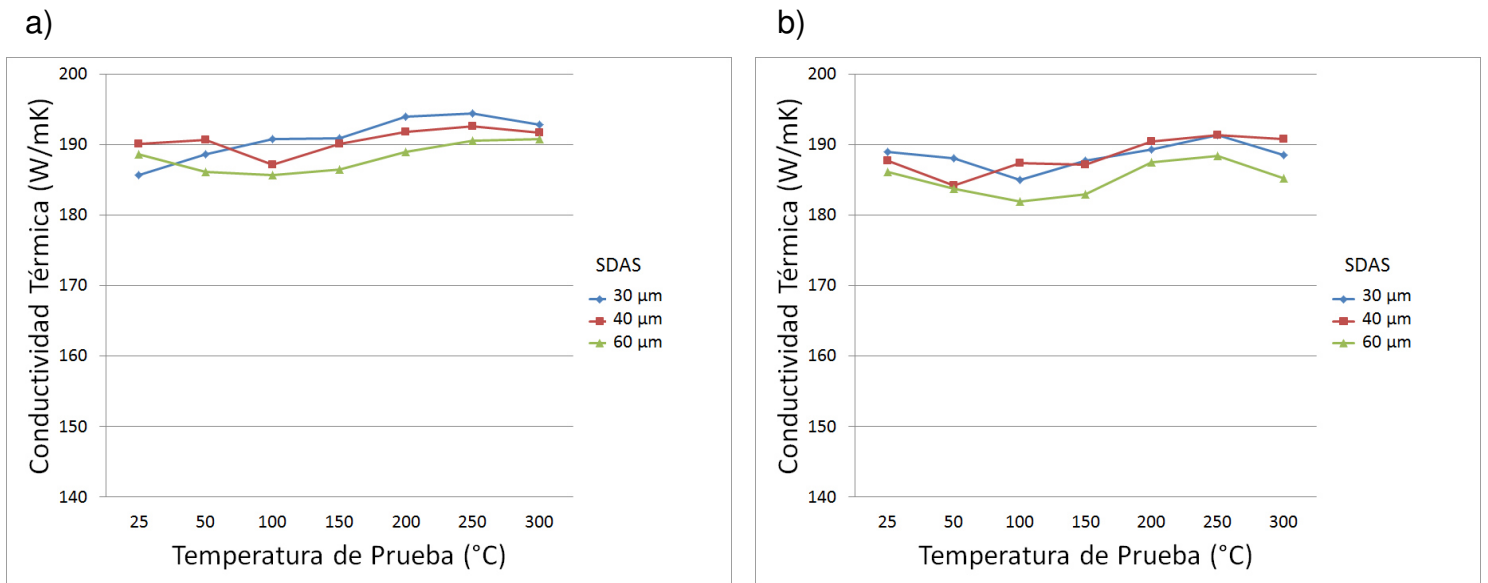 a)
Conductividad Térmica (W/mK)
200
190
180
170
160
150
140
25 50 100 150 200 250 300
Temperatura de Prueba (°C)
SDAS
30 µm
40 µm
60 µm
b)
Conductividad Térmica (W/mK)
200
190
180
170
160
150
140
25 50 100 150 200 250 300
Temperatura de Prueba (°C)
SDAS
30 µm
40 µm
60 µm